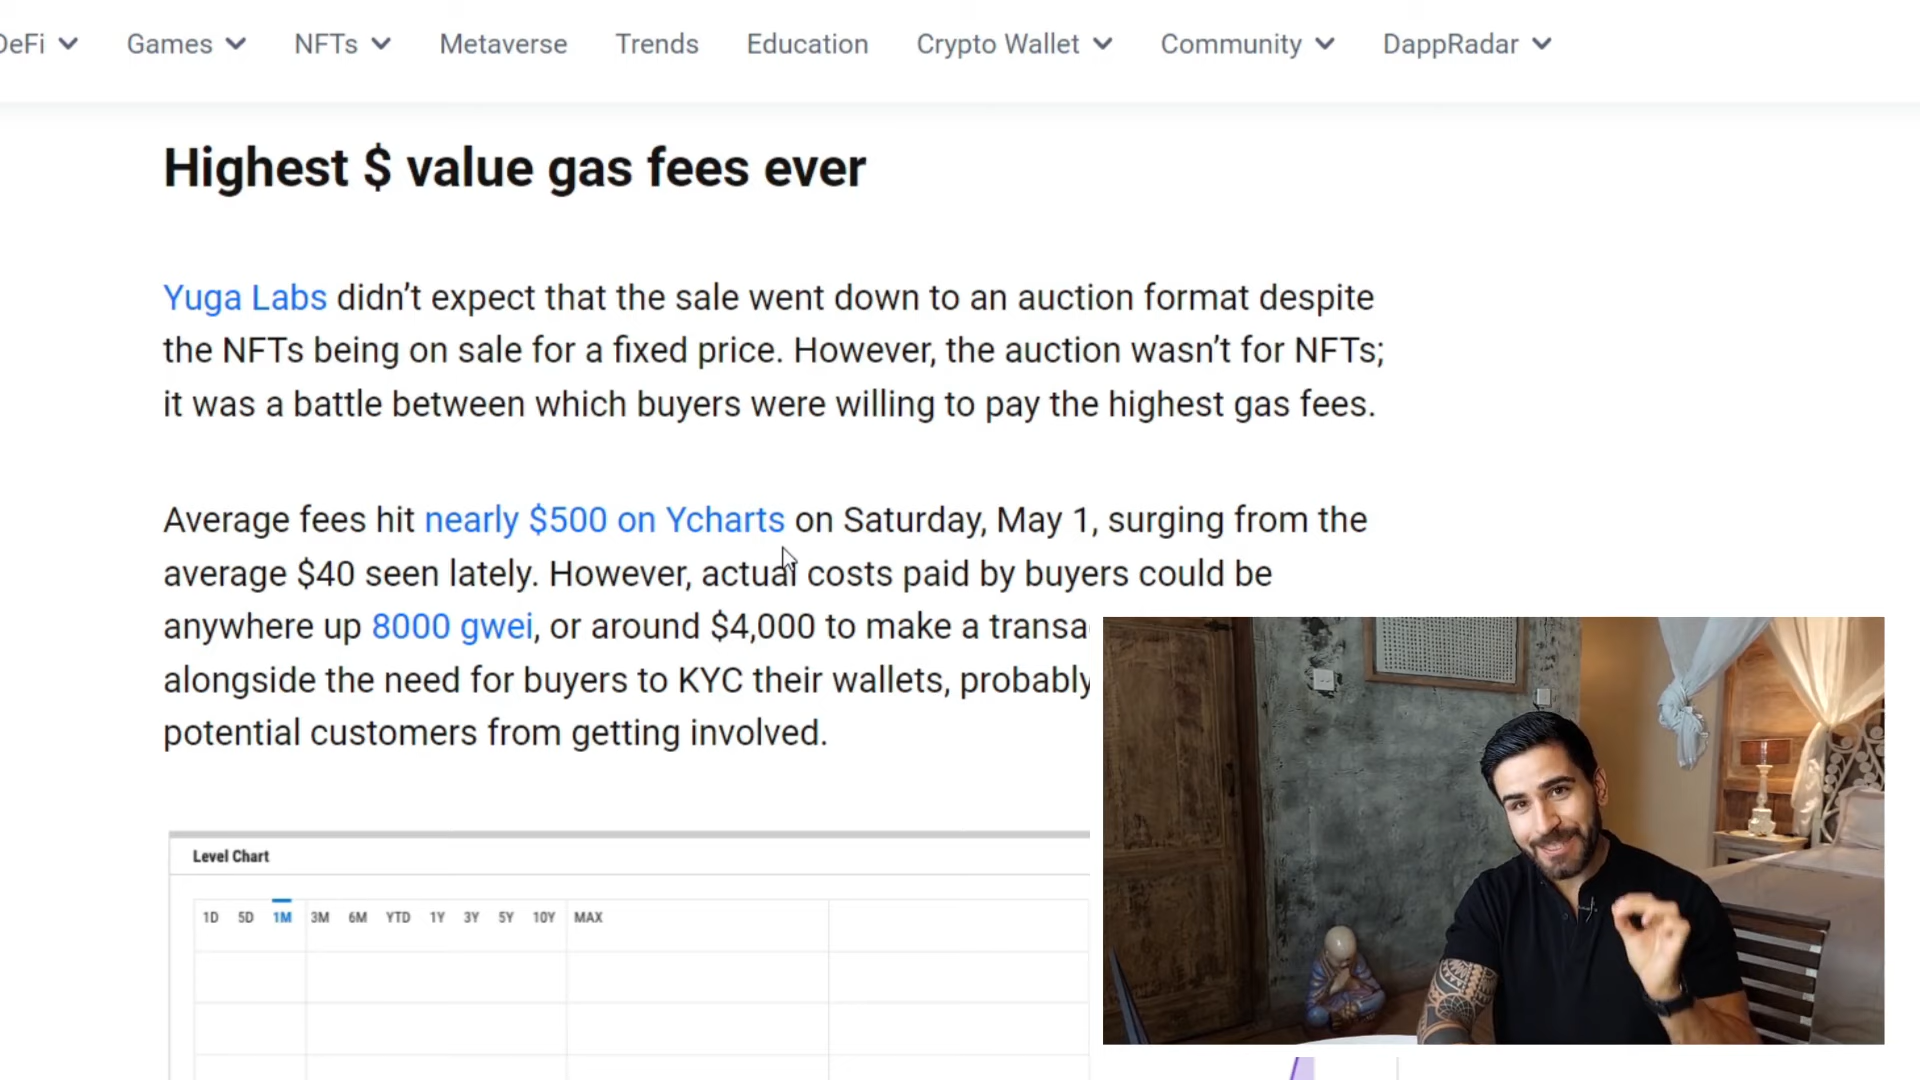 DeFi Games NFTs Metaverse Trends Education Crypto Wallet Community DappRadar
Highest $ value gas fees ever
Yuga Labs didn’t expect that the sale went down to an auction format despite
the NFTs being on sale for a fixed price. However, the auction wasn’t for NFTs;
it was a battle between which buyers were willing to pay the highest gas fees.
Average fees hit nearly $500 on Ycharts on Saturday, May 1, surging from the
average $40 seen lately. However, actual costs paid by buyers could be
anywhere up 8000 gwei, or around $4,000 to make a transa
alongside the need for buyers to KYC their wallets, probably
potential customers from getting involved.
Level Chart
1D 5D 1M 3M 6M YTD 1Y 3Y 5Y 10Y MAX